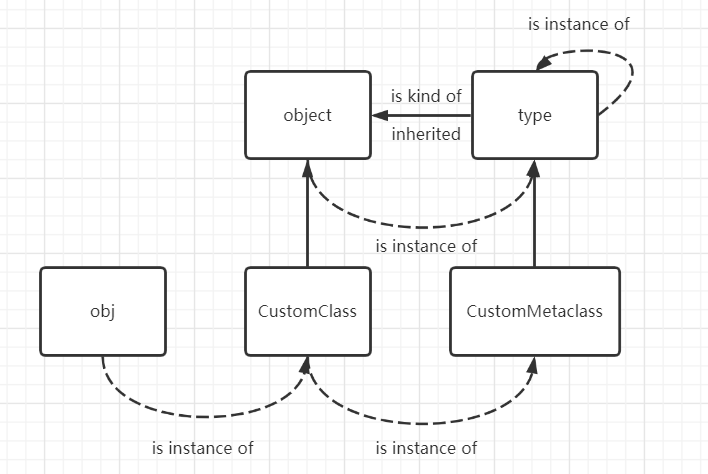 is instance of
object
is kind of
inherited
type
is instance of
obj
CustomClass
CustomMetaclass
is instance of
is instance of